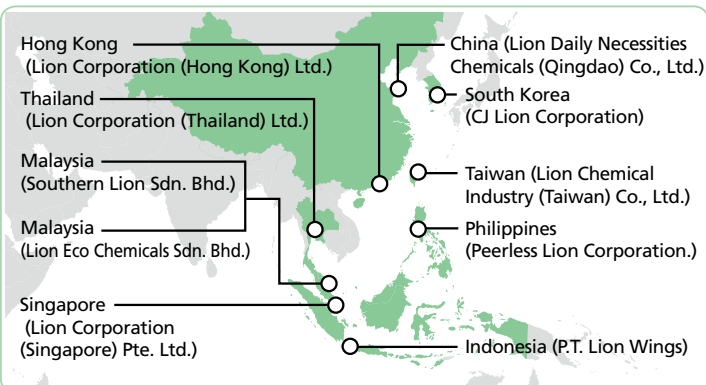 Hong Kong
(Lion Corporation (Hong Kong) Ltd.)
Thailand
(Lion Corporation (Thailand) Ltd.)
Malaysia
(Southern Lion Sdn. Bhd.)
Malaysia
(Lion Eco Chemicals Sdn. Bhd.)
Singapore
(Lion Corporation
(Singapore) Pte. Ltd.)
China (Lion Daily Necessities
Chemicals (Qingdao) Co., Ltd.)
South Korea
(CJ Lion Corporation)
Taiwan (Lion Chemical
Industry (Taiwan) Co., Ltd.)
Philippines
(Peerless Lion Corporation.)
Indonesia (P.T. Lion Wings)